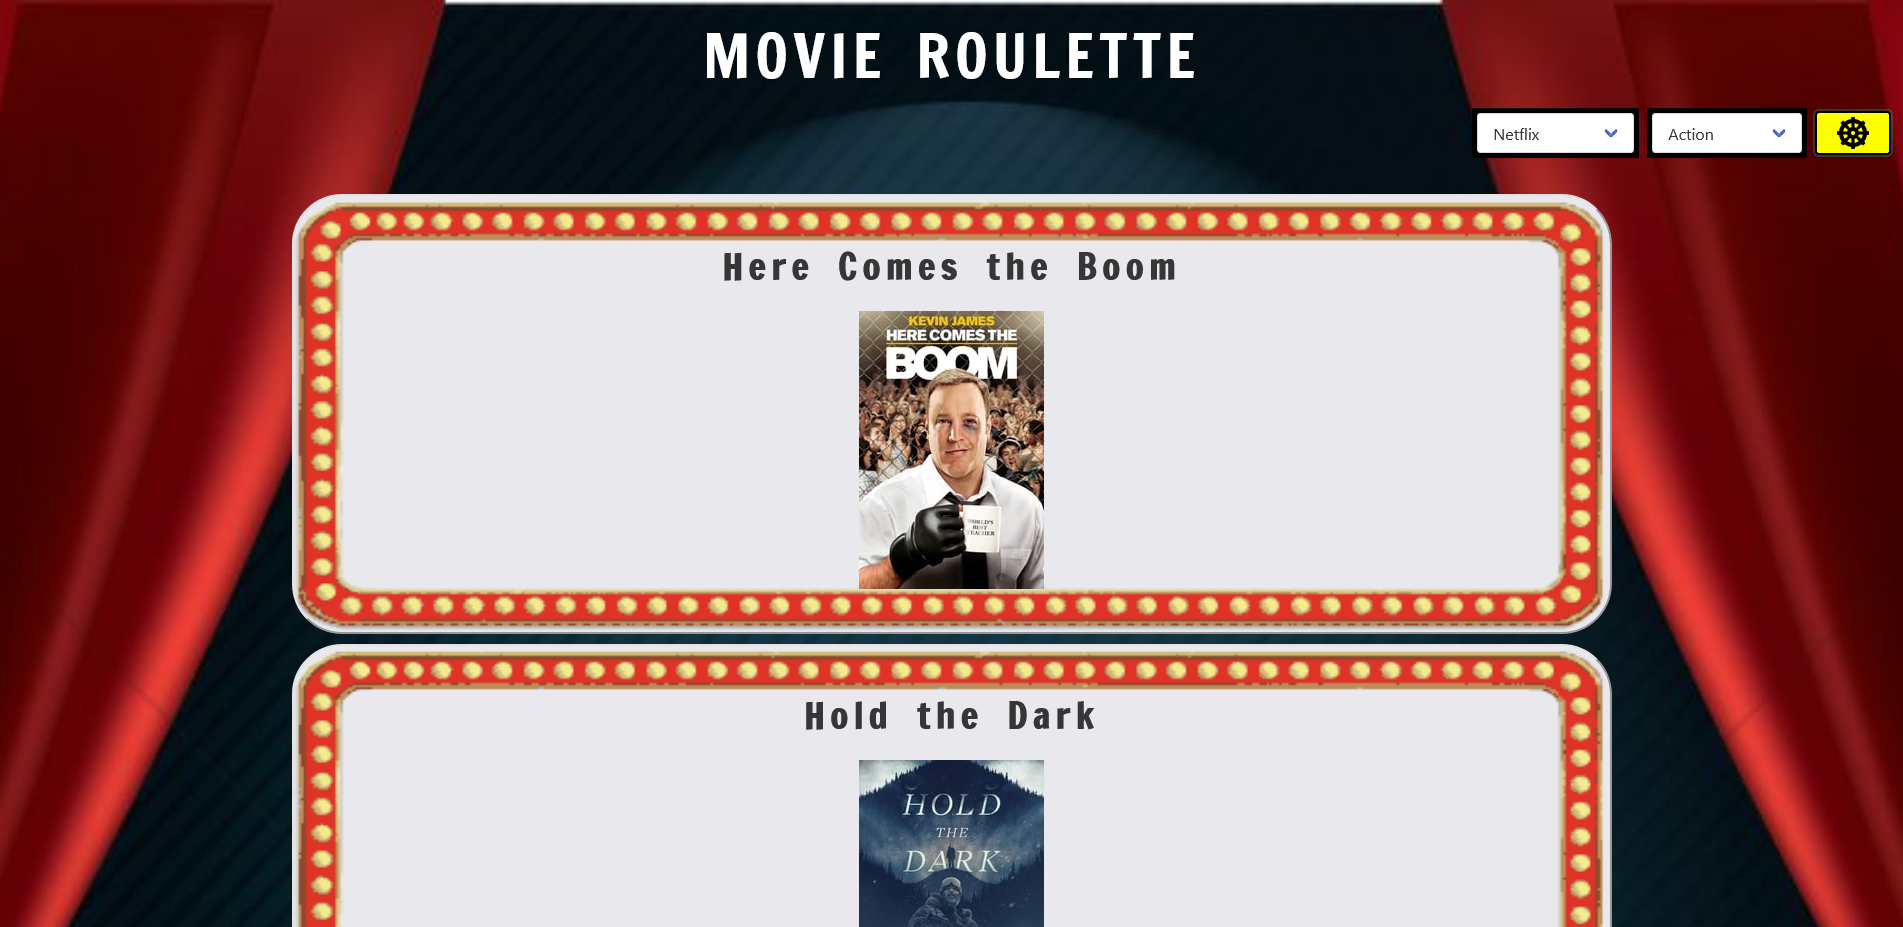 MOVIE ROULETTE
Netflix
Action
Here Comes the Boom
KEVIN JAMES
HERE COMES THE
BOOM
WORLD'S
BEST
TEACHER
Hold the Dark
HOLD
THE
DARK